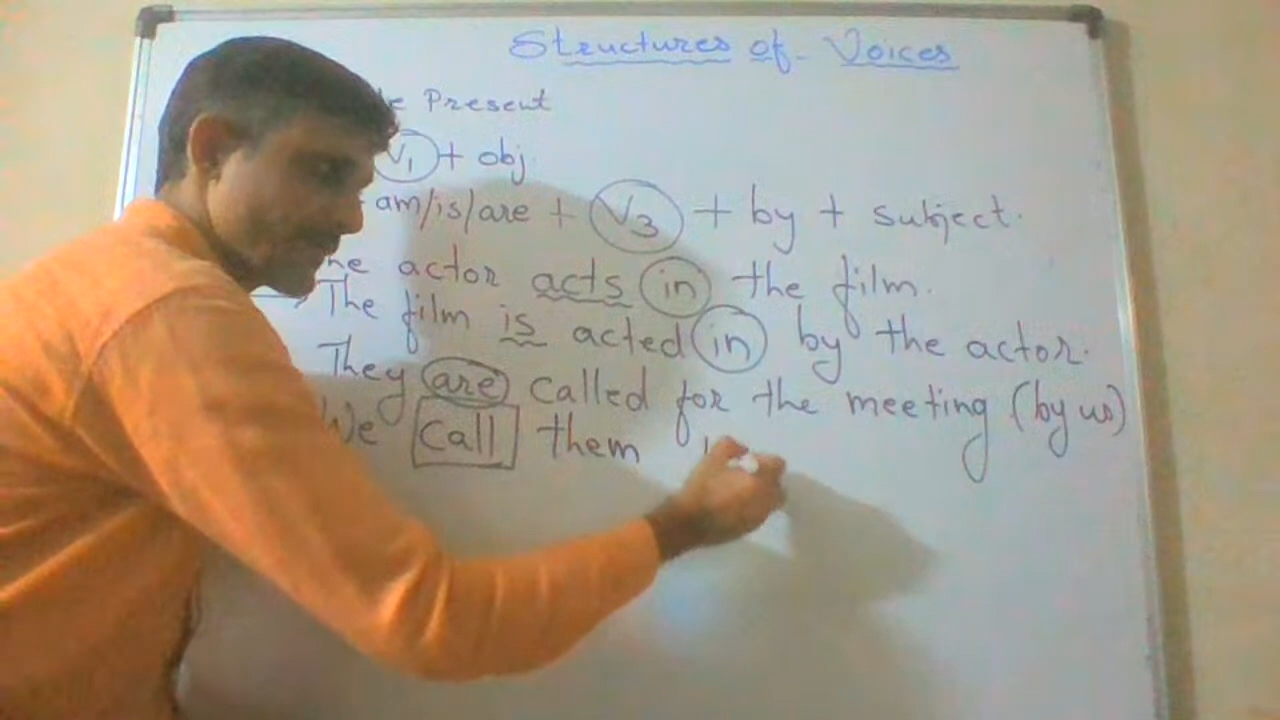 Structures of Voices
Present
V1 + obj
am/is/are + V3 + by + subject.
actor acts in the film.
The film is acted in by the actor.
They are called for the meeting (by us)
We call them